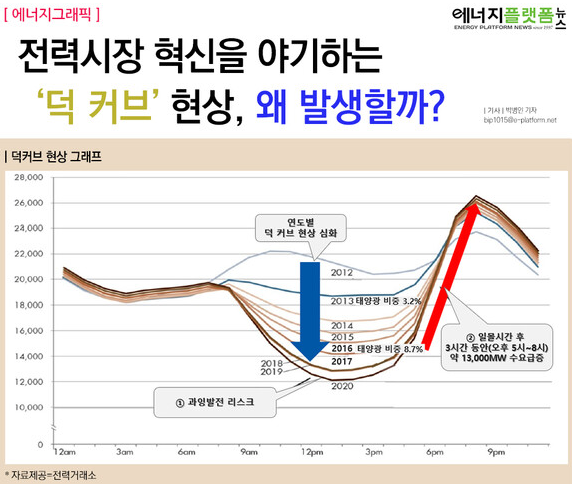 [ 에너지그래픽 ]
에너지플랫폼뉴스
ENERGY PLATFORM NEWS since 1997
전력시장 혁신을 야기하는
‘덕 커브’ 현상, 왜 발생할까?
| 기사 | 박병인 기자
bip1015@e-platform.net
| 덕커브 현상 그래프
28,000
26,000
24,000
22,000
20,000
18,000
16,000
14,000
12,000
10,000
0
연도별
덕 커브 현상 심화
2012
2013 태양광 비중 3.2%
2014
2015
2016 태양광 비중 8.7%
2017
2018
2019
2020
① 과잉발전 리스크
② 일몰시간 후
3시간 동안(오후 5시~8시)
약 13,000MW 수요급증
12am 3am 6am 9am 12pm 3pm 6pm 9pm
* 자료제공=전력거래소